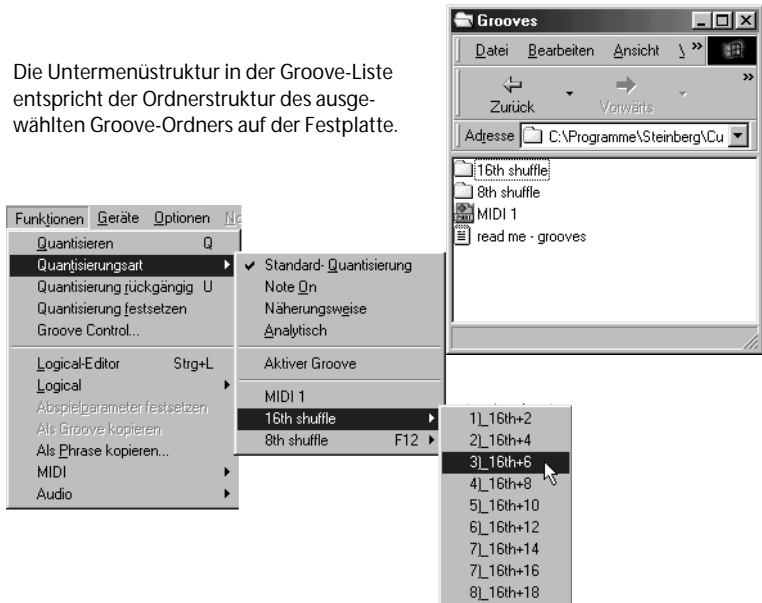 Die Untermenüstruktur in der Groove-Liste
entspricht der Ordnerstruktur des ausge-
wählten Groove-Ordners auf der Festplatte.
Grooves
Datei Bearbeiten Ansicht »
Zurück Vorwärts »
Adresse C:\Programme\Steinberg\Cu
16th shuffle
8th shuffle
MIDI 1
read me - grooves
Funktionen Geräte Optionen
Quantisieren Q
Quantisierungsart
Quantisierung rückgängig U
Quantisierung festsetzen
Groove Control...
Logical-Editor Strg+L
Logical
Abspielparameter festsetzen
Als Groove kopieren
Als Phrase kopieren...
MIDI
Audio
Standard- Quantisierung
Note On
Näherungsweise
Analytisch
Aktiver Groove
MIDI 1
16th shuffle
8th shuffle F12
1)_16th+2
2)_16th+4
3)_16th+6
4)_16th+8
5)_16th+10
6)_16th+12
7)_16th+14
7)_16th+16
8)_16th+18